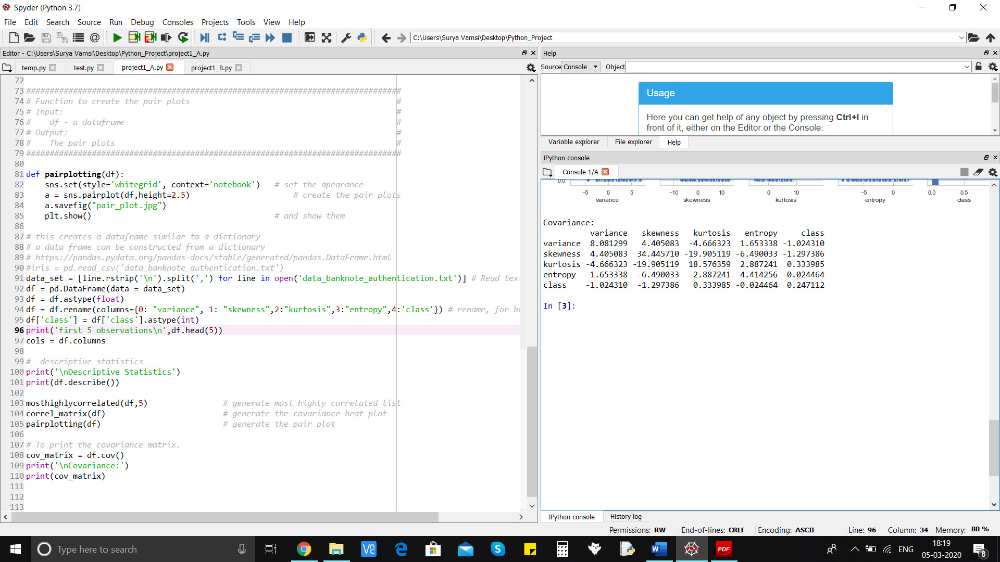 Spyder (Python 3.7)
File Edit Search Source Run Debug Consoles Projects Tools View Help
C:\Users\Surya Vamsi\Desktop\Python_Project
Editor - C:\Users\Surya Vamsi\Desktop\Python_Project\project1_A.py
temp.py test.py project1_A.py project1_B.py
72
73 ################################################################################
74 # Function to create the pair plots #
75 # Input: #
76 #    df - a dataframe #
77 # Output: #
78 #    The pair plots #
79 ################################################################################
80
81 def pairplotting(df):
82     sns.set(style='whitegrid', context='notebook')   # set the apearance
83     a = sns.pairplot(df,height=2.5)                      # create the pair plots
84     a.savefig("pair_plot.jpg")
85     plt.show()                                       # and show them
86
87 # this creates a dataframe similar to a dictionary
88 # a data frame can be constructed from a dictionary
89 # https://pandas.pydata.org/pandas-docs/stable/generated/pandas.DataFrame.html
90 #iris = pd.read_csv('data_banknote_authentication.txt')
91 data_set = [line.rstrip('\n').split(',') for line in open('data_banknote_authentication.txt')] # Read
92 df = pd.DataFrame(data = data_set)
93 df = df.astype(float)
94 df = df.rename(columns={0: "variance", 1: "skewness",2:"kurtosis",3:"entropy",4:'class'}) # rename, for
95 df['class'] = df['class'].astype(int)
96 print('first 5 observations\n',df.head(5))
97 cols = df.columns
98
99 #  descriptive statistics
100 print('\nDescriptive Statistics')
101 print(df.describe())
102
103 mosthighlycorrelated(df,5)                # generate most highly correlated list
104 correl_matrix(df)                         # generate the covariance heat plot
105 pairplotting(df)                          # generate the pair plot
106
107 # To print the covariance matrix.
108 cov_matrix = df.cov()
109 print('\nCovariance:')
110 print(cov_matrix)
111
112
113
Help
Source Console Object
Usage
Here you can get help of any object by pressing Ctrl+I in
front of it, either on the Editor or the Console.
Variable explorer File explorer Help
IPython console
Console 1/A
0.0
−5 0 5 −10 0 10 0 10 −5 0 0.0 0.5
variance skewness kurtosis entropy class
Covariance:
          variance   skewness   kurtosis   entropy     class
variance  8.081299   4.405083  -4.666323  1.653338 -1.024310
skewness  4.405083  34.445710 -19.905119 -6.490033 -1.297386
kurtosis -4.666323 -19.905119  18.576359  2.887241  0.333985
entropy   1.653338  -6.490033   2.887241  4.414256 -0.024464
class    -1.024310  -1.297386   0.333985 -0.024464  0.247112
In [3]:
IPython console History log
Permissions: RW End-of-lines: CRLF Encoding: ASCII Line: 96 Column: 34 Memory: 80 %
Type here to search
PDF
ENG
18:19
05-03-2020
8